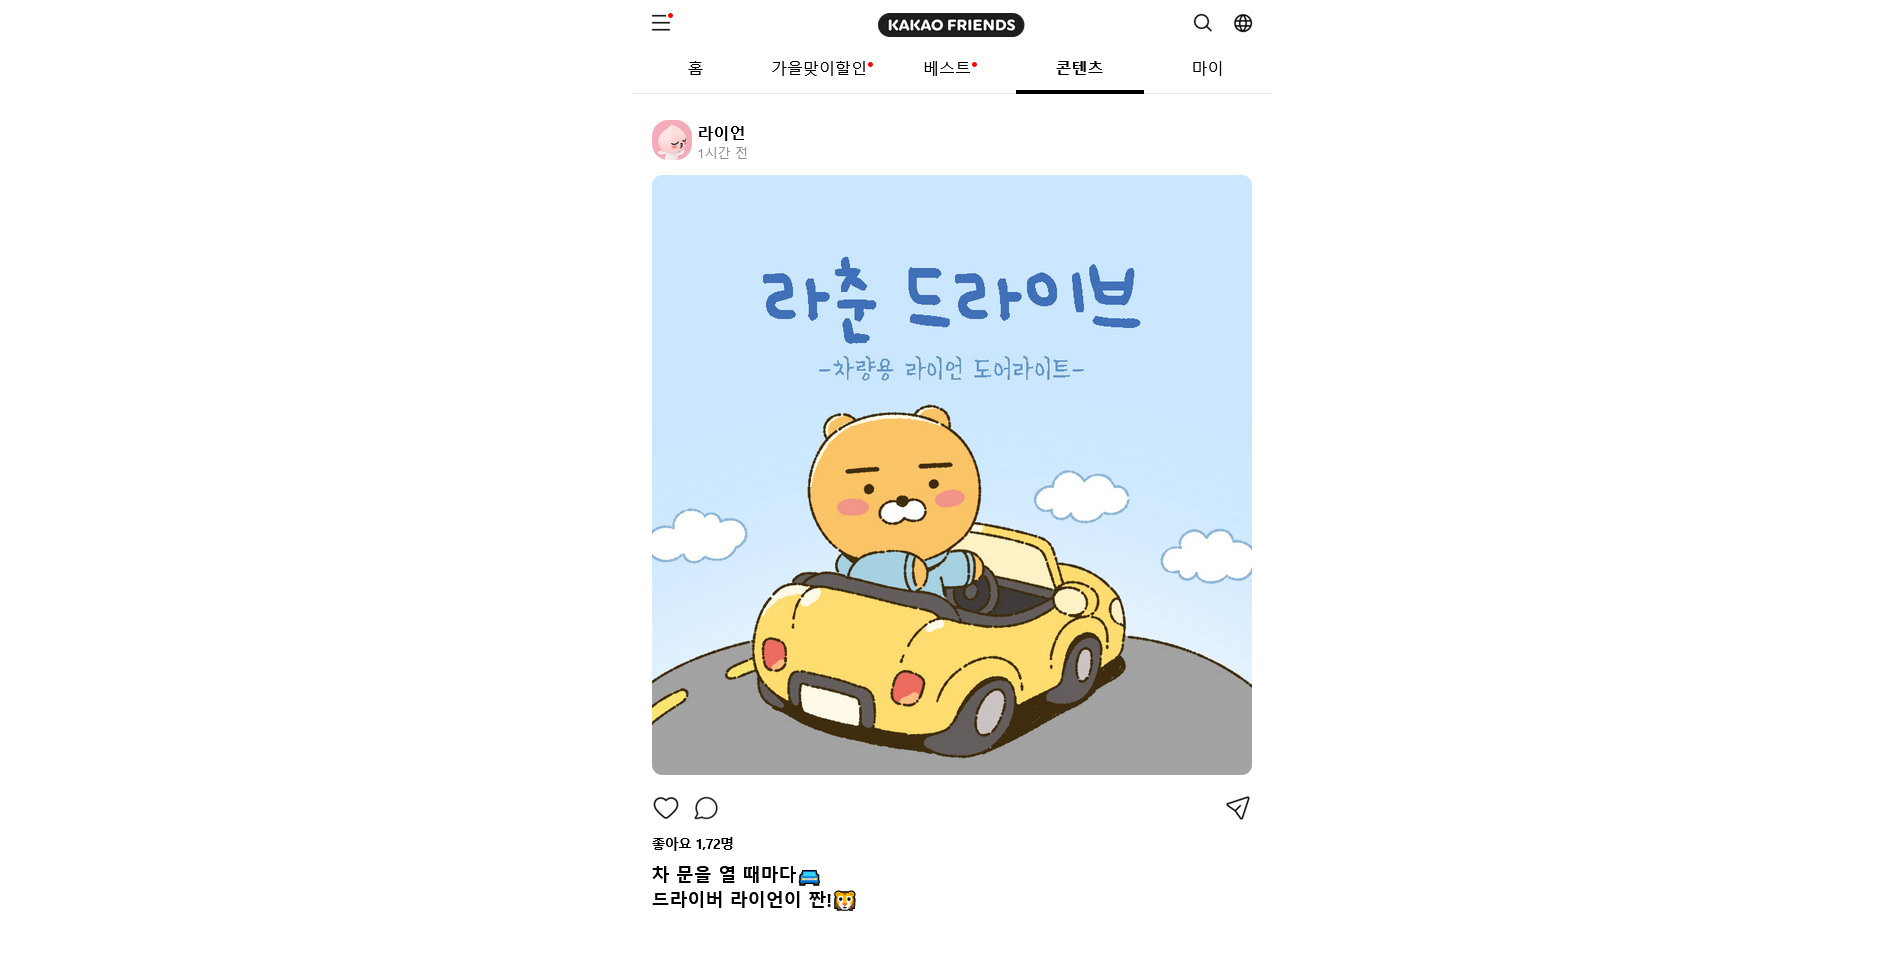 KAKAO FRIENDS
홈 가을맞이할인 베스트 콘텐츠 마이
라이언
1시간 전
라춘 드라이브
-차량용 라이언 도어라이트-
좋아요 1,72명
차 문을 열 때마다🚘
드라이버 라이언이 짠!🦁